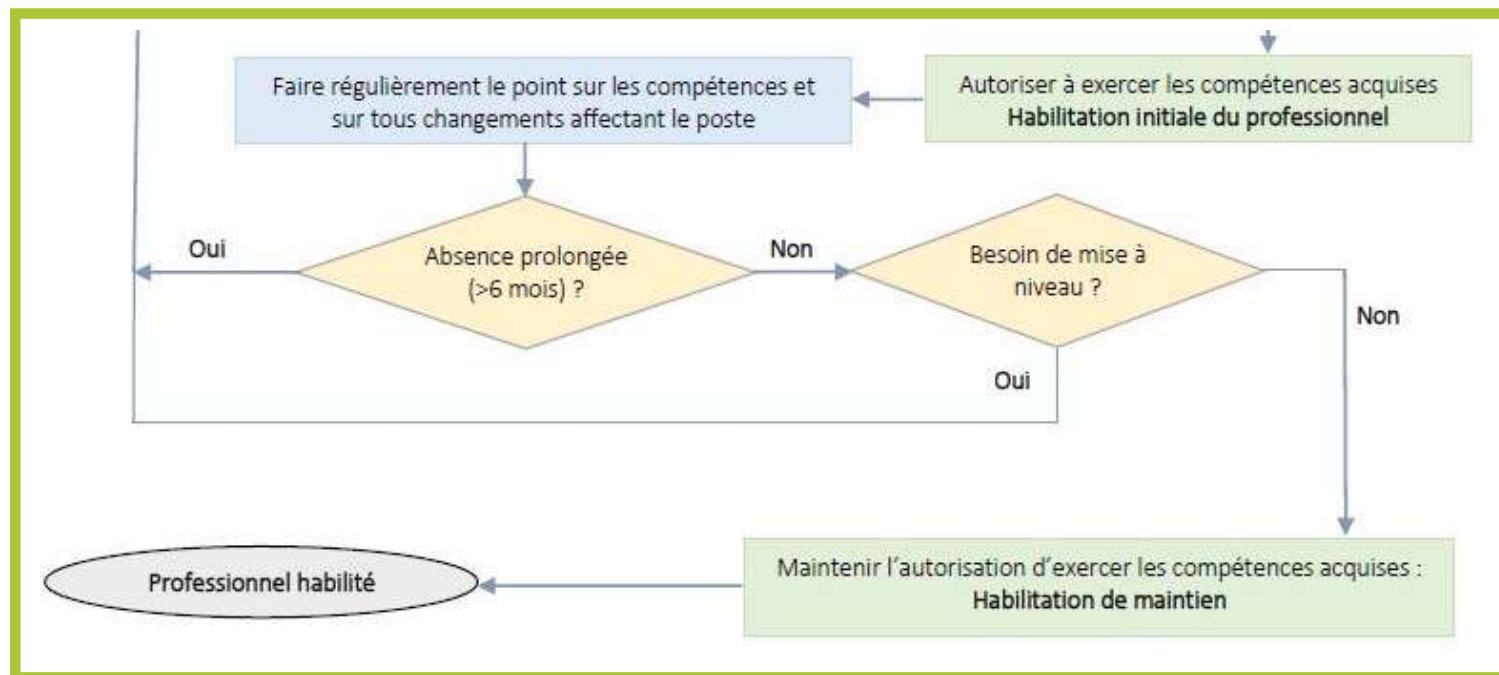 Faire régulièrement le point sur les compétences et
sur tous changements affectant le poste
Autoriser à exercer les compétences acquises
Habilitation initiale du professionnel
Oui
Absence prolongée
(>6 mois) ?
Non
Besoin de mise à
niveau ?
Non
Oui
Professionnel habilité
Maintenir l’autorisation d’exercer les compétences acquises :
Habilitation de maintien